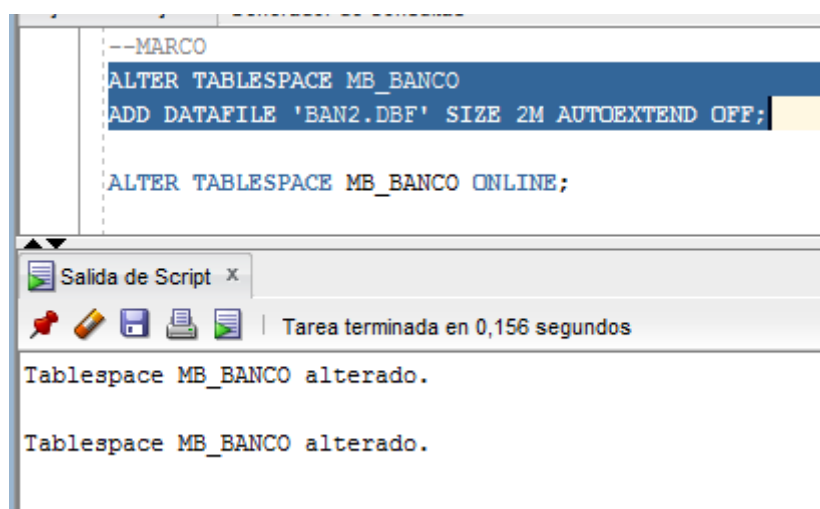 --MARCO
ALTER TABLESPACE MB_BANCO
ADD DATAFILE 'BAN2.DBF' SIZE 2M AUTOEXTEND OFF;
ALTER TABLESPACE MB_BANCO ONLINE;
Salida de Script x
Tarea terminada en 0,156 segundos
Tablespace MB_BANCO alterado.
Tablespace MB_BANCO alterado.